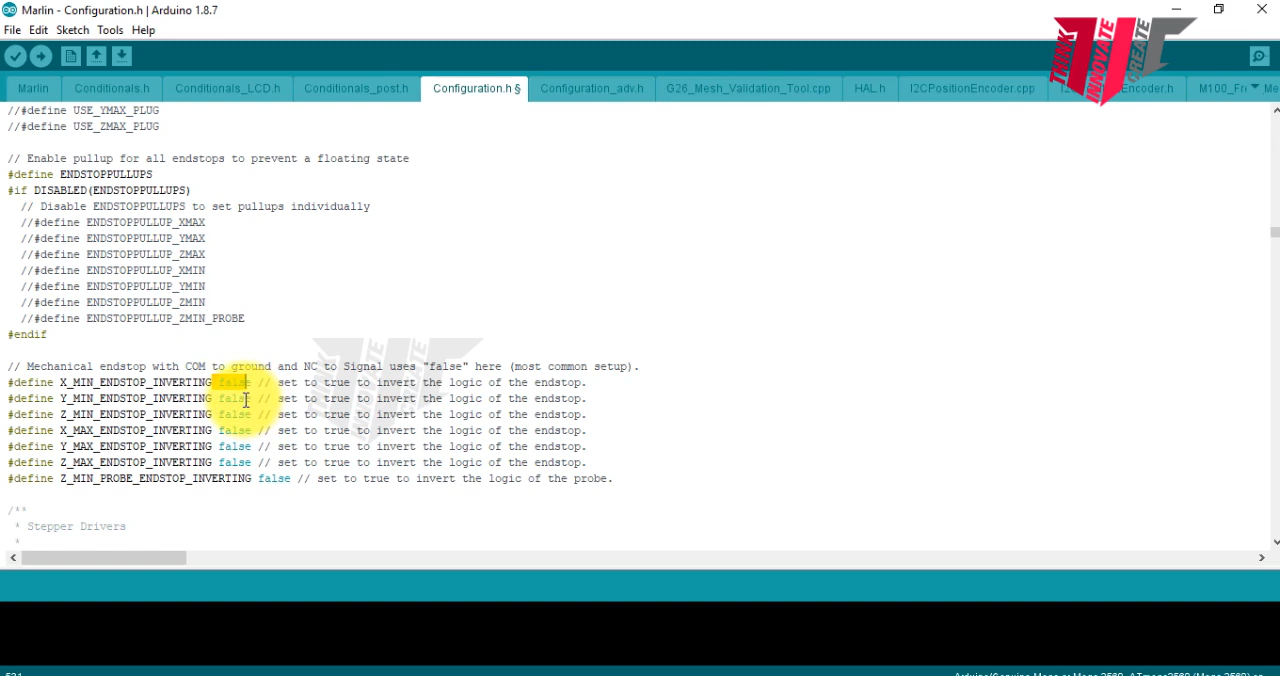 Marlin - Configuration.h | Arduino 1.8.7
File Edit Sketch Tools Help
THINK INNOVATE CREATE
Marlin Conditionals.h Conditionals_LCD.h Conditionals_post.h Configuration.h § Configuration_adv.h G26_Mesh_Validation_Tool.cpp HAL.h I2CPositionEncoder.cpp Encoder.h M100_Fr Me
//#define USE_YMAX_PLUG
//#define USE_ZMAX_PLUG
// Enable pullup for all endstops to prevent a floating state
#define ENDSTOPPULLUPS
#if DISABLED(ENDSTOPPULLUPS)
// Disable ENDSTOPPULLUPS to set pullups individually
//#define ENDSTOPPULLUP_XMAX
//#define ENDSTOPPULLUP_YMAX
//#define ENDSTOPPULLUP_ZMAX
//#define ENDSTOPPULLUP_XMIN
//#define ENDSTOPPULLUP_YMIN
//#define ENDSTOPPULLUP_ZMIN
//#define ENDSTOPPULLUP_ZMIN_PROBE
#endif
// Mechanical endstop with COM to ground and NC to Signal uses "false" here (most common setup).
#define X_MIN_ENDSTOP_INVERTING false // set to true to invert the logic of the endstop.
#define Y_MIN_ENDSTOP_INVERTING false // set to true to invert the logic of the endstop.
#define Z_MIN_ENDSTOP_INVERTING false // set to true to invert the logic of the endstop.
#define X_MAX_ENDSTOP_INVERTING false // set to true to invert the logic of the endstop.
#define Y_MAX_ENDSTOP_INVERTING false // set to true to invert the logic of the endstop.
#define Z_MAX_ENDSTOP_INVERTING false // set to true to invert the logic of the endstop.
#define Z_MIN_PROBE_ENDSTOP_INVERTING false // set to true to invert the logic of the probe.
/**
* Stepper Drivers
*
THINK INNOVATE CREATE